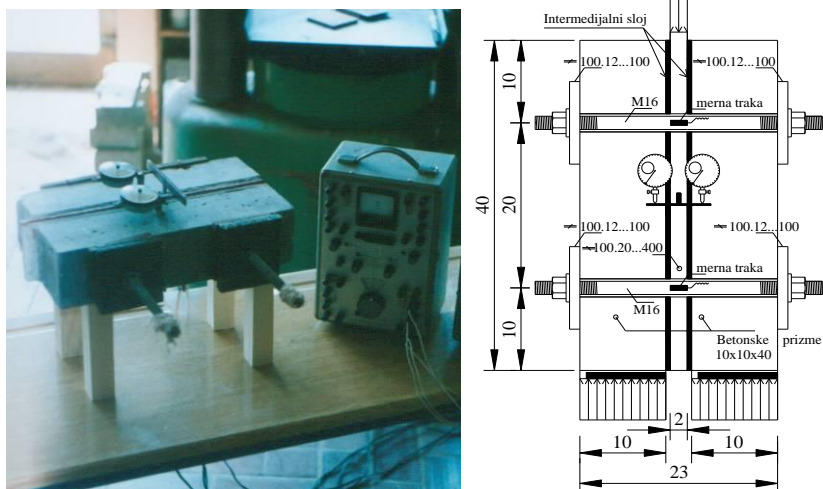 Intermedijalni sloj
100.12...100
100.12...100
10
M16
merna traka
40
20
100.12...100
100.12...100
100.20...400
merna traka
M16
10
Betonske prizme
10x10x40
2
10
10
23